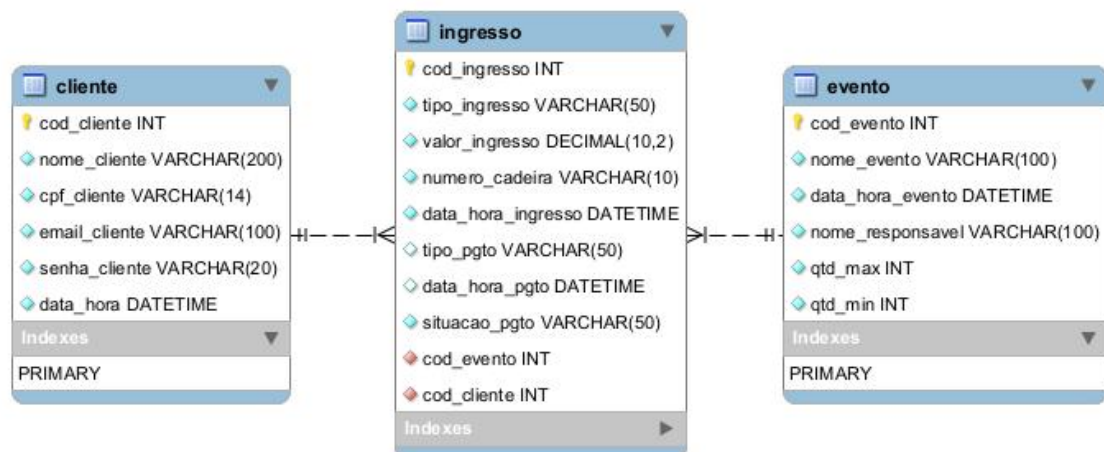 cliente
cod_cliente INT
nome_cliente VARCHAR(200)
cpf_cliente VARCHAR(14)
email_cliente VARCHAR(100)
senha_cliente VARCHAR(20)
data_hora DATETIME
Indexes
PRIMARY
ingresso
cod_ingresso INT
tipo_ingresso VARCHAR(50)
valor_ingresso DECIMAL(10,2)
numero_cadeira VARCHAR(10)
data_hora_ingresso DATETIME
tipo_pgto VARCHAR(50)
data_hora_pgto DATETIME
situacao_pgto VARCHAR(50)
cod_evento INT
cod_cliente INT
Indexes
evento
cod_evento INT
nome_evento VARCHAR(100)
data_hora_evento DATETIME
nome_responsavel VARCHAR(100)
qtd_max INT
qtd_min INT
Indexes
PRIMARY